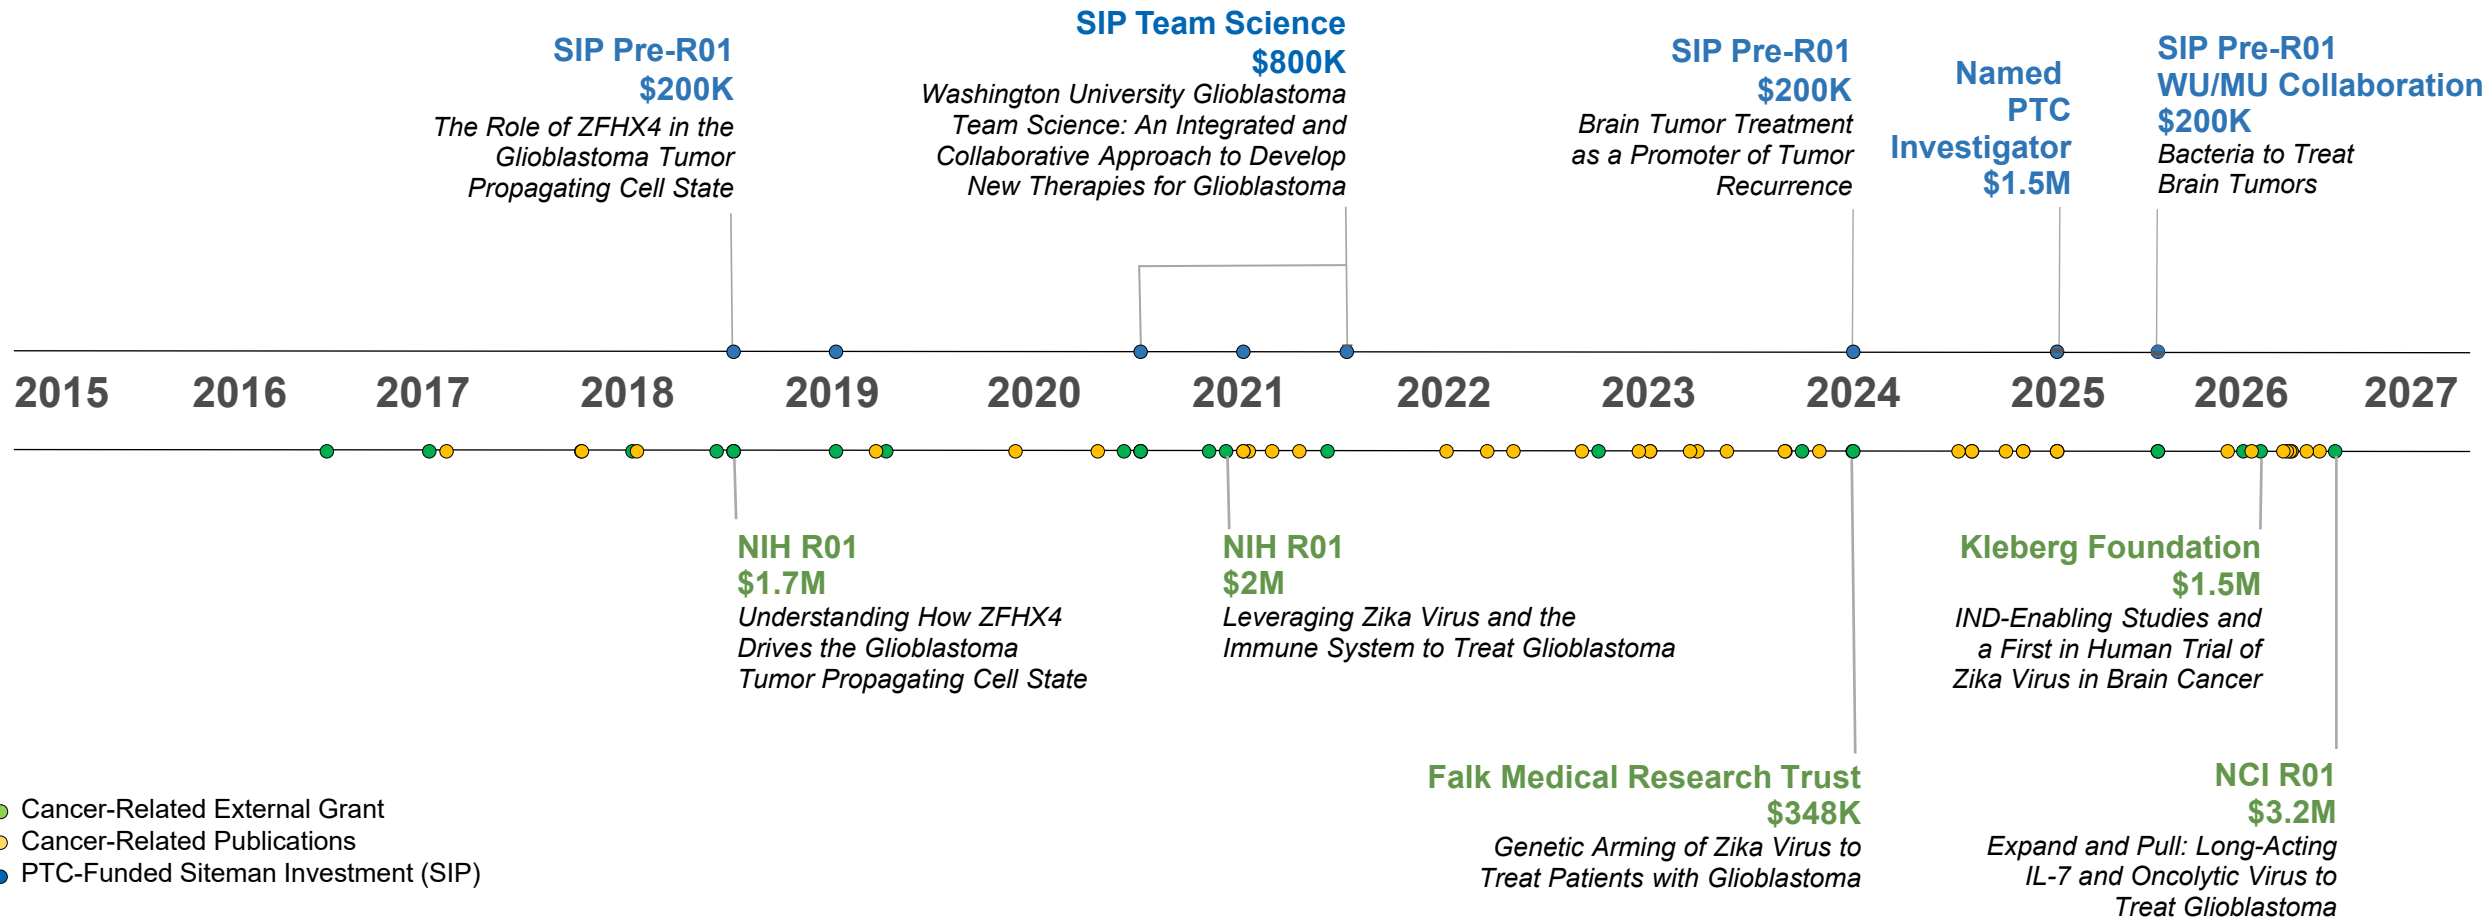 SIP Pre-R01
$200K
The Role of ZFHX4 in the
Glioblastoma Tumor
Propagating Cell State
SIP Team Science
$800K
Washington University Glioblastoma
Team Science: An Integrated and
Collaborative Approach to Develop
New Therapies for Glioblastoma
SIP Pre-R01
$200K
Brain Tumor Treatment
as a Promoter of Tumor
Recurrence
Named
PTC
Investigator
$1.5M
SIP Pre-R01
WU/MU Collaboration
$200K
Bacteria to Treat
Brain Tumors
2015 2016 2017 2018 2019 2020 2021 2022 2023 2024 2025 2026 2027
NIH R01
$1.7M
Understanding How ZFHX4
Drives the Glioblastoma
Tumor Propagating Cell State
NIH R01
$2M
Leveraging Zika Virus and the
Immune System to Treat Glioblastoma
Kleberg Foundation
$1.5M
IND-Enabling Studies and
a First in Human Trial of
Zika Virus in Brain Cancer
Falk Medical Research Trust
$348K
Genetic Arming of Zika Virus to
Treat Patients with Glioblastoma
NCI R01
$3.2M
Expand and Pull: Long-Acting
IL-7 and Oncolytic Virus to
Treat Glioblastoma
Cancer-Related External Grant
Cancer-Related Publications
PTC-Funded Siteman Investment (SIP)